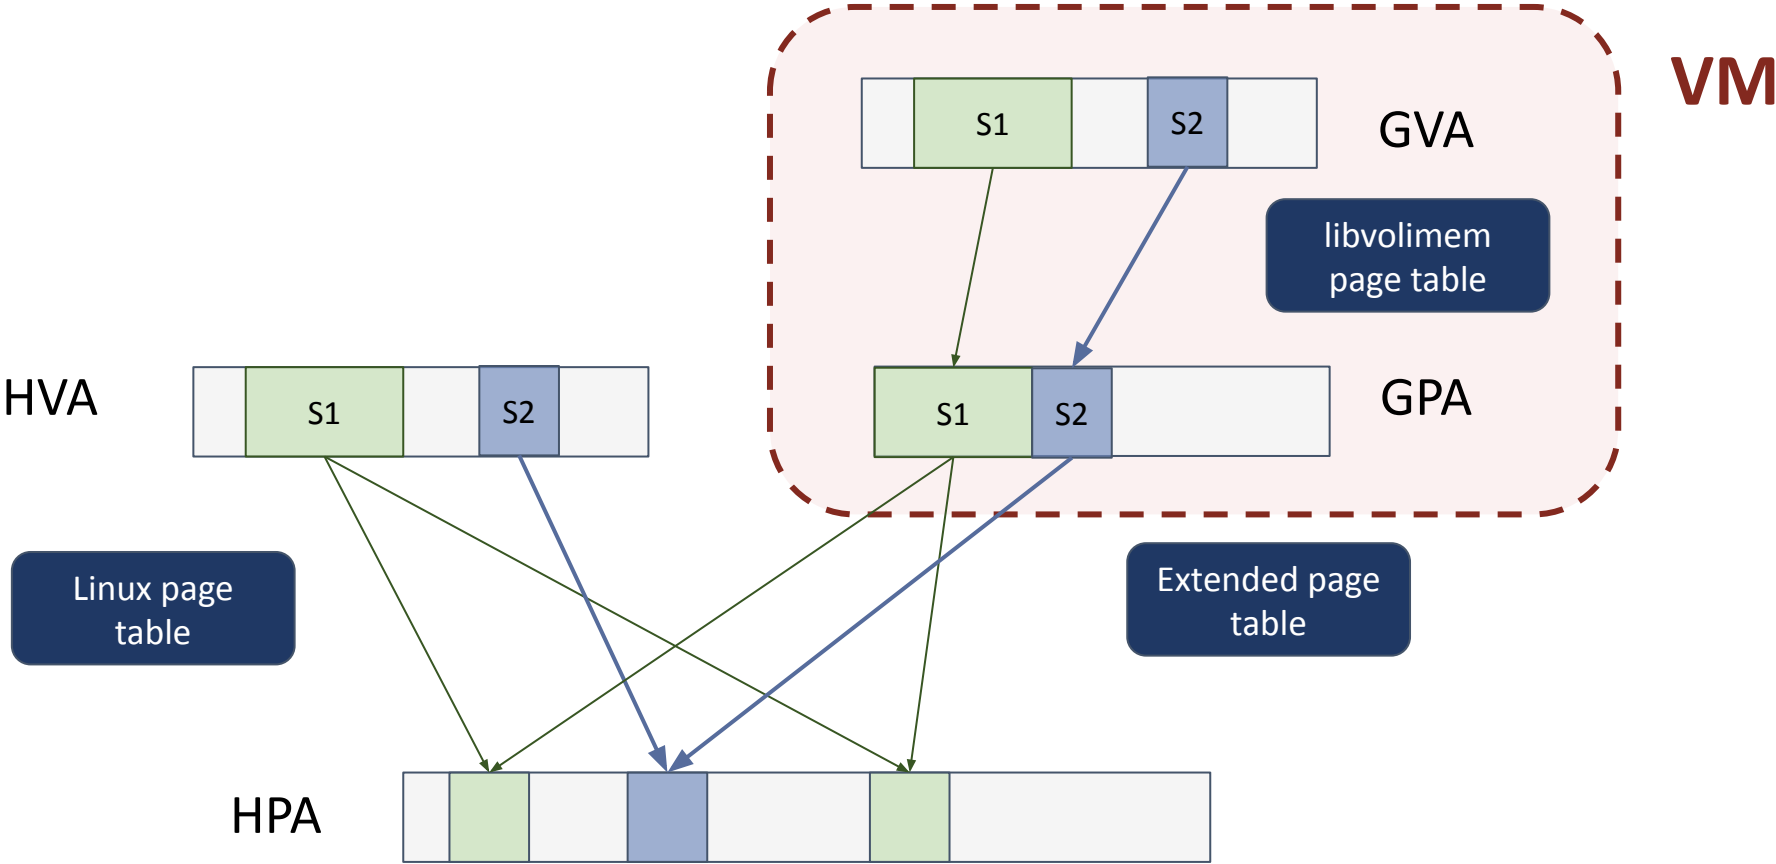 VM
S1
S2
GVA
libvolimem
page table
HVA
S1
S2
S1
S2
GPA
Linux page
table
Extended page
table
HPA